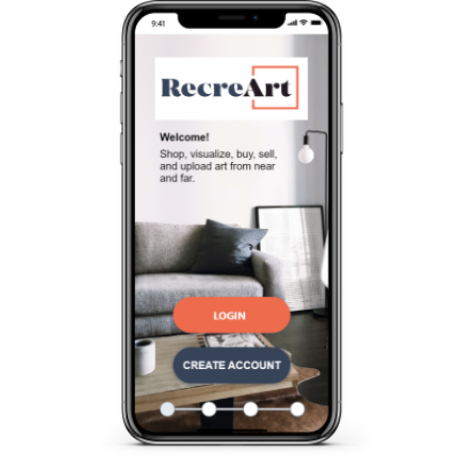 9:41
RecreArt
Welcome!
Shop, visualize, buy, sell,
and upload art from near
and far.
LOGIN
CREATE ACCOUNT